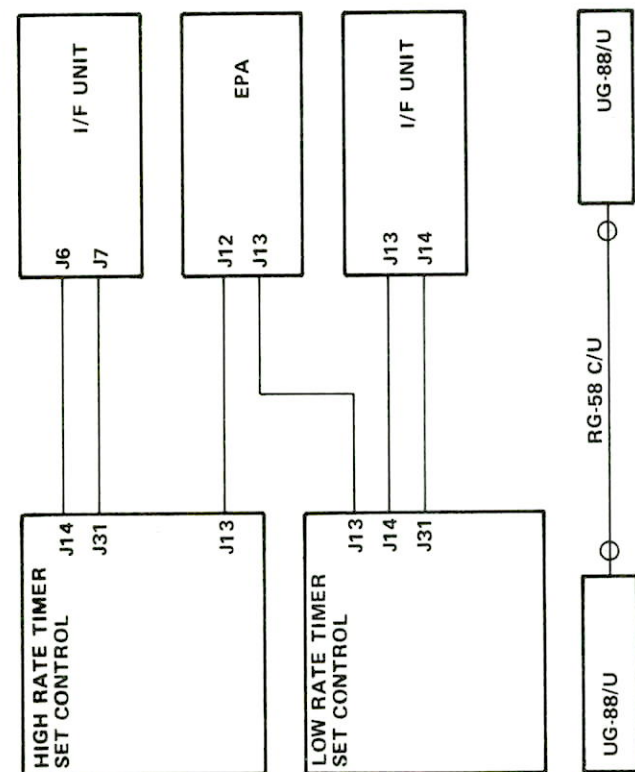 I/F UNIT
J6
J7
EPA
J12
J13
I/F UNIT
J13
J14
UG-88/U
RG-58 C/U
J14
J31
J13
HIGH RATE TIMER
SET CONTROL
J13
J14
J31
LOW RATE TIMER
SET CONTROL
UG-88/U